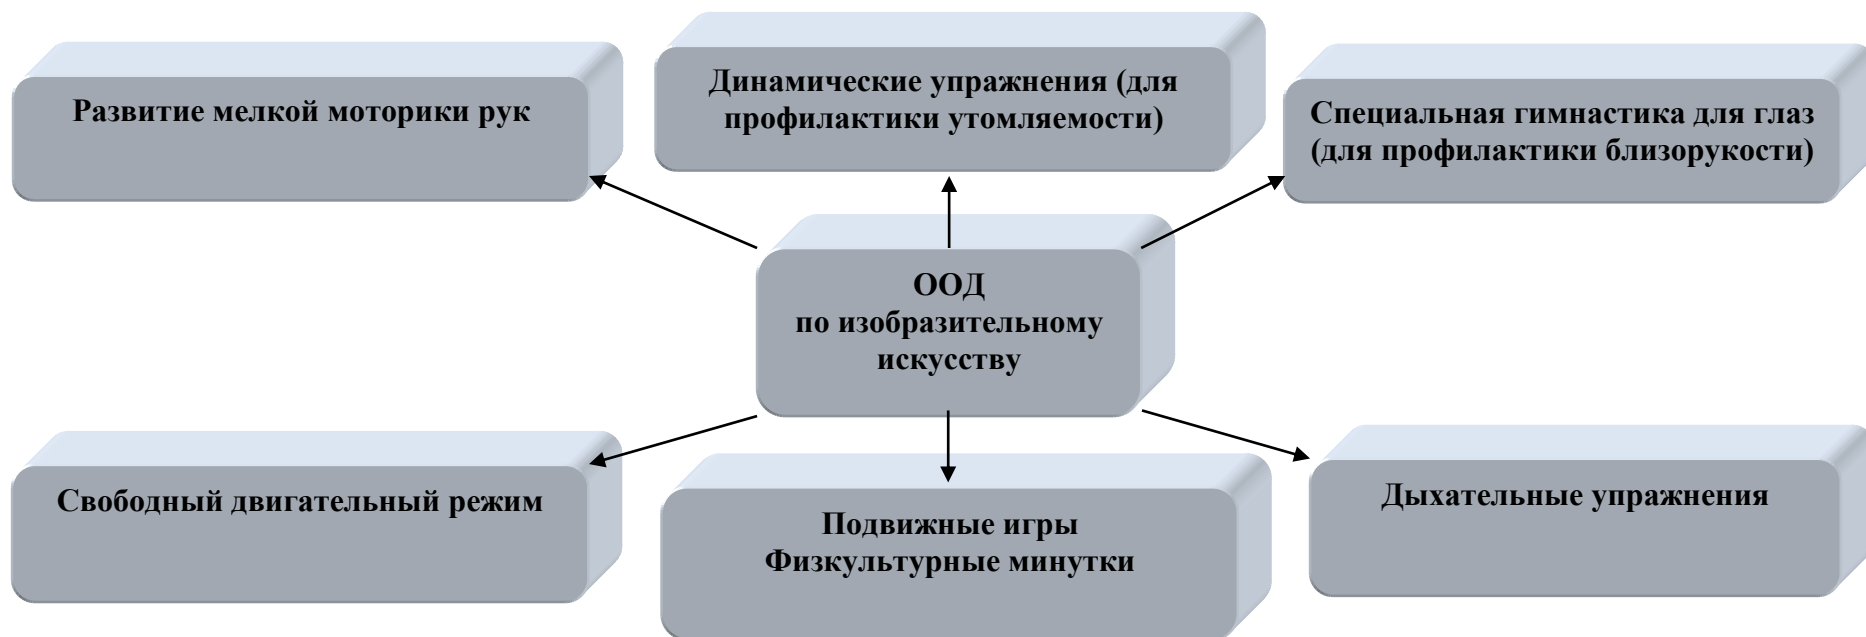 Развитие мелкой моторики рук
Динамические упражнения (для
профилактики утомляемости)
Специальная гимнастика для глаз
(для профилактики близорукости)
ООД
по изобразительному
искусству
Свободный двигательный режим
Подвижные игры
Физкультурные минутки
Дыхательные упражнения